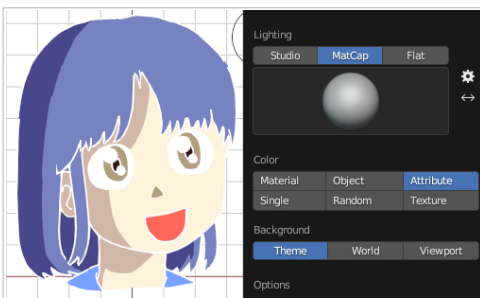 Lighting
Studio MatCap Flat
Color
Material Object Attribute
Single Random Texture
Background
Theme World Viewport
Options